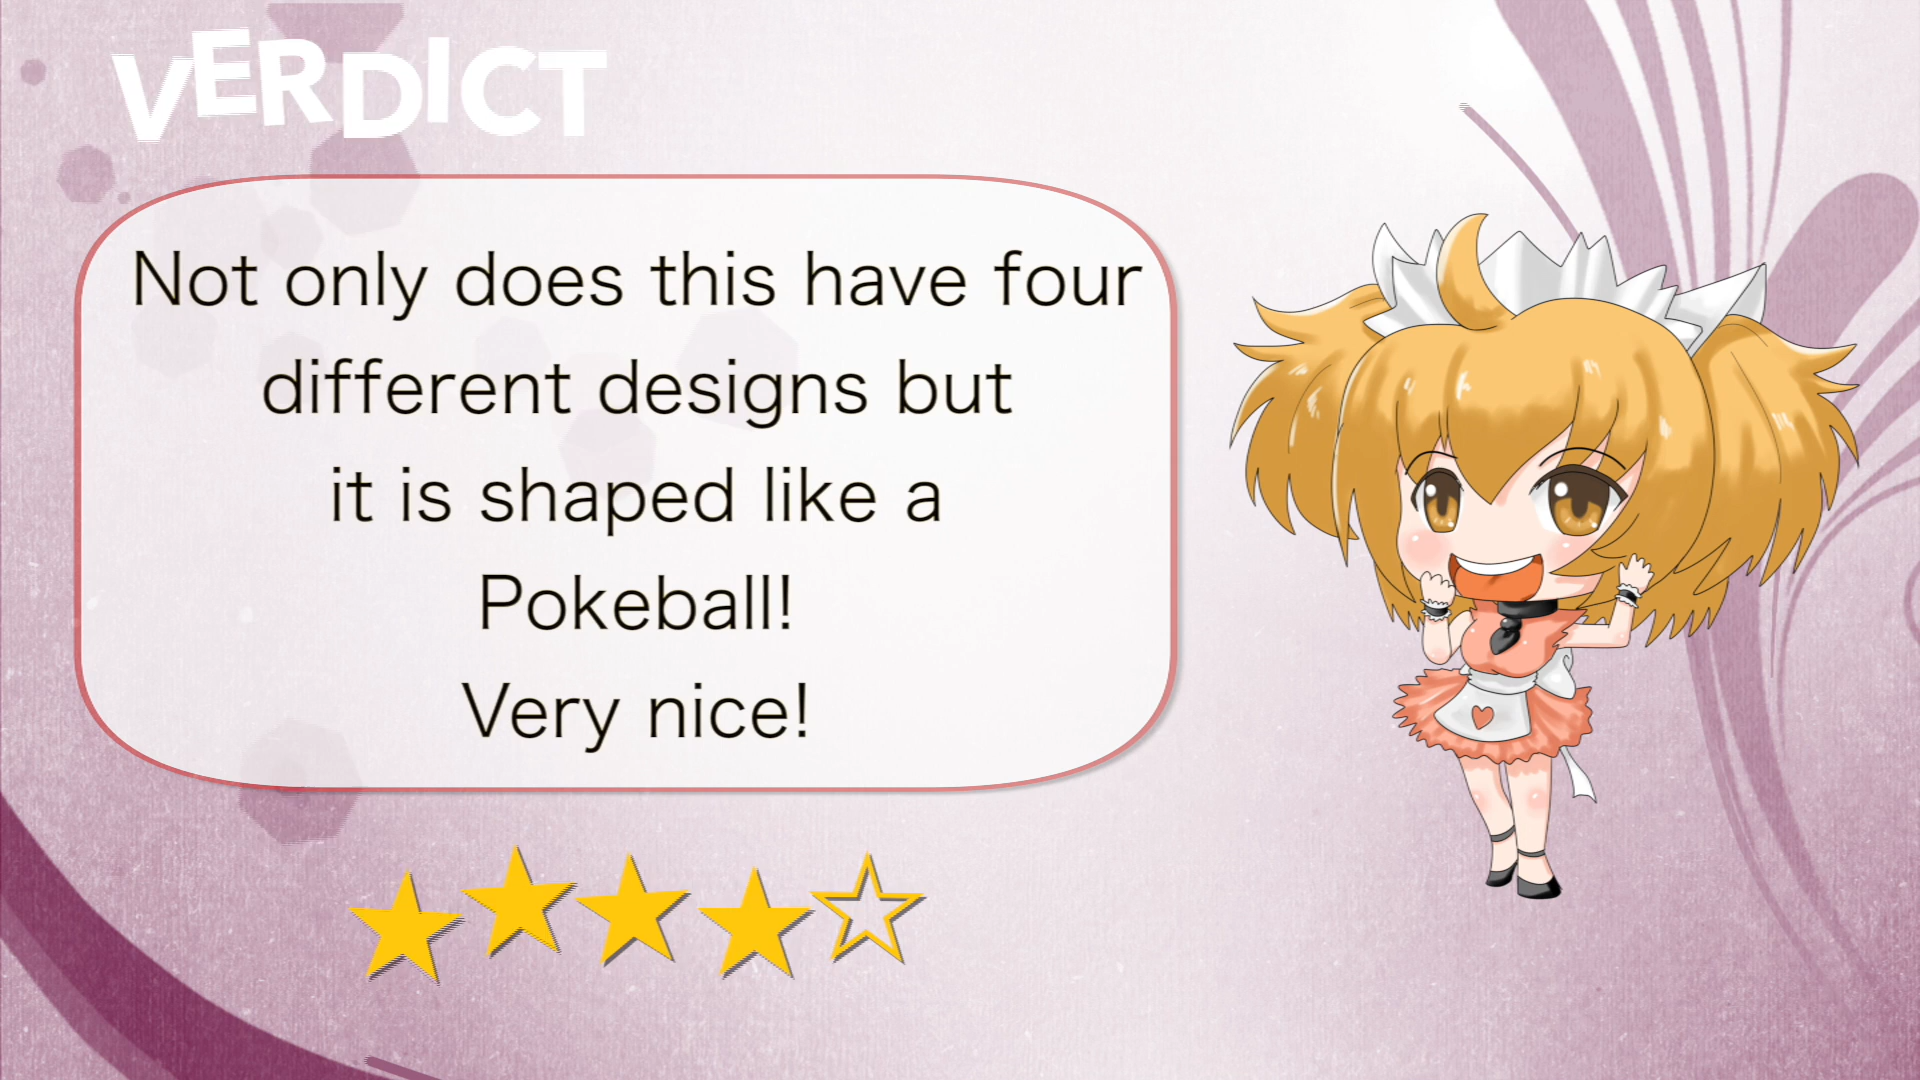 VERDICT
Not only does this have four
different designs but
it is shaped like a
Pokeball!
Very nice!